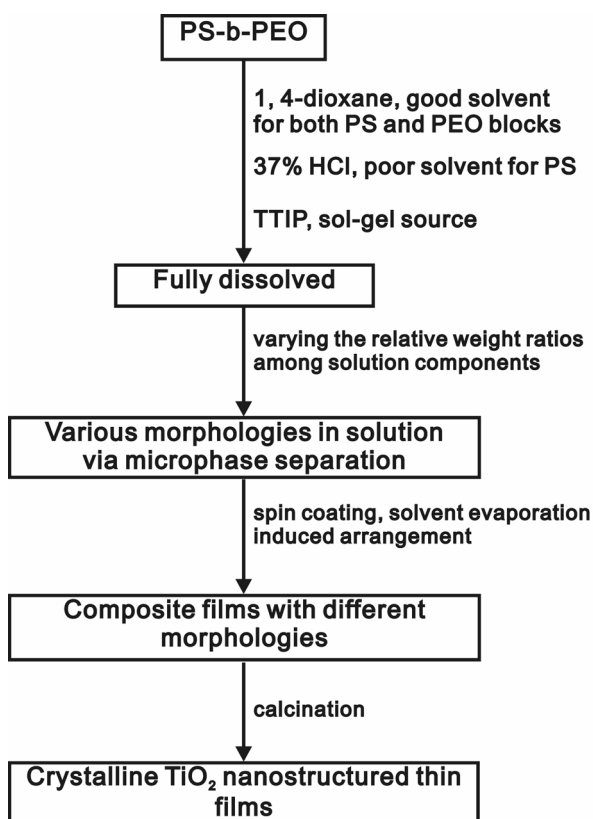 PS-b-PEO
1, 4-dioxane, good solvent
for both PS and PEO blocks
37% HCl, poor solvent for PS
TTIP, sol-gel source
Fully dissolved
varying the relative weight ratios
among solution components
Various morphologies in solution
via microphase separation
spin coating, solvent evaporation
induced arrangement
Composite films with different
morphologies
calcination
Crystalline TiO₂ nanostructured thin
films